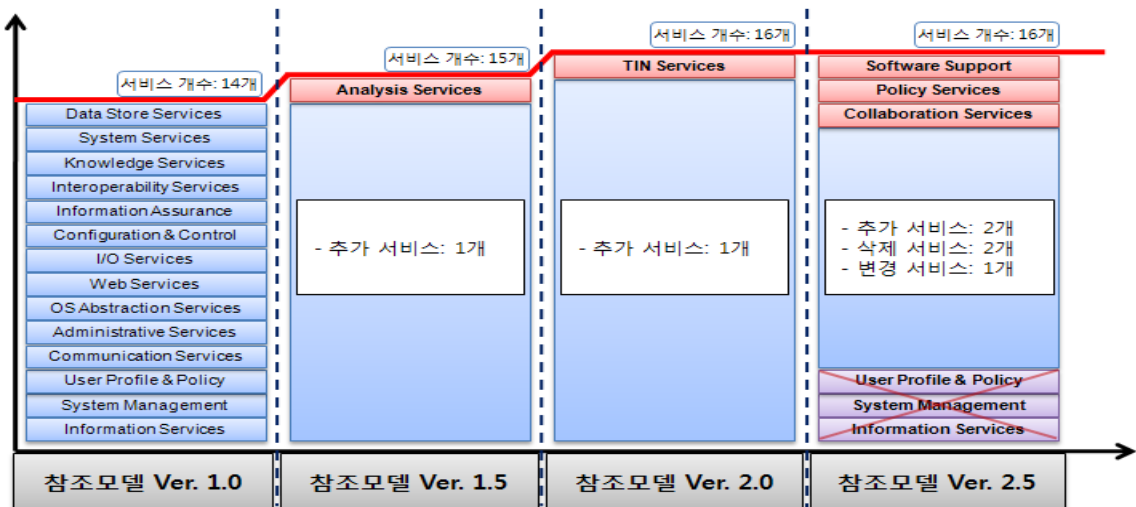 서비스 개수: 14개
Data Store Services
System Services
Knowledge Services
Interoperability Services
Information Assurance
Configuration & Control
I/O Services
Web Services
OS Abstraction Services
Administrative Services
Communication Services
User Profile & Policy
System Management
Information Services
참조모델 Ver. 1.0
서비스 개수: 15개
Analysis Services
- 추가 서비스: 1개
참조모델 Ver. 1.5
서비스 개수: 16개
TIN Services
- 추가 서비스: 1개
참조모델 Ver. 2.0
서비스 개수: 16개
Software Support
Policy Services
Collaboration Services
- 추가 서비스: 2개
- 삭제 서비스: 2개
- 변경 서비스: 1개
User Profile & Policy
System Management
Information Services
참조모델 Ver. 2.5